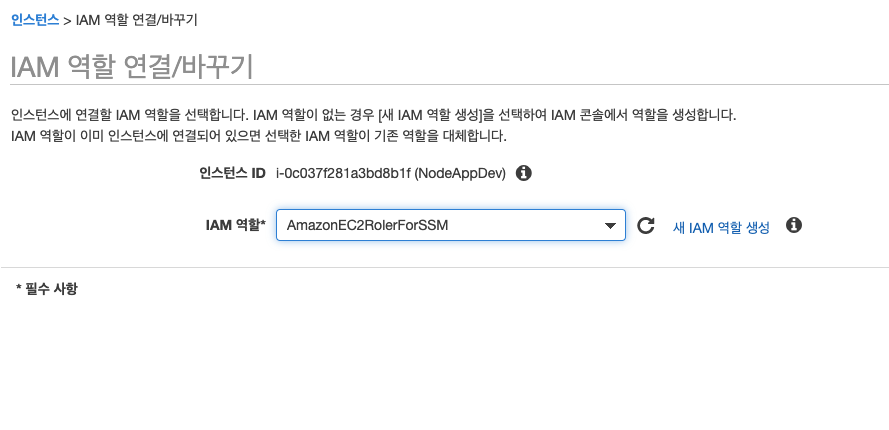 인스턴스 > IAM 역할 연결/바꾸기
IAM 역할 연결/바꾸기
인스턴스에 연결할 IAM 역할을 선택합니다. IAM 역할이 없는 경우 [새 IAM 역할 생성]을 선택하여 IAM 콘솔에서 역할을 생성합니다.
IAM 역할이 이미 인스턴스에 연결되어 있으면 선택한 IAM 역할이 기존 역할을 대체합니다.
인스턴스 ID i-0c037f281a3bd8b1f (NodeAppDev)
IAM 역할* AmazonEC2RolerForSSM 새 IAM 역할 생성
* 필수 사항